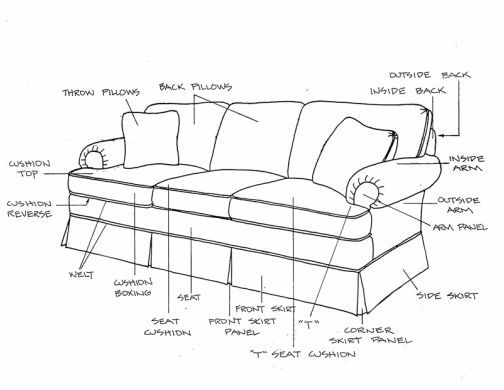 OUTSIDE BACK
INSIDE BACK
BACK PILLOWS
THROW PILLOWS
INSIDE
ARM
CUSHION
TOP
OUTSIDE
ARM
CUSHION
REVERSE
ARM PANEL
WELT
CUSHION
BOXING
SEAT
SIDE SKIRT
FRONT SKIRT
SEAT
CUSHION
FRONT SKIRT
PANEL
"T"
CORNER
SKIRT PANEL
"T" SEAT CUSHION